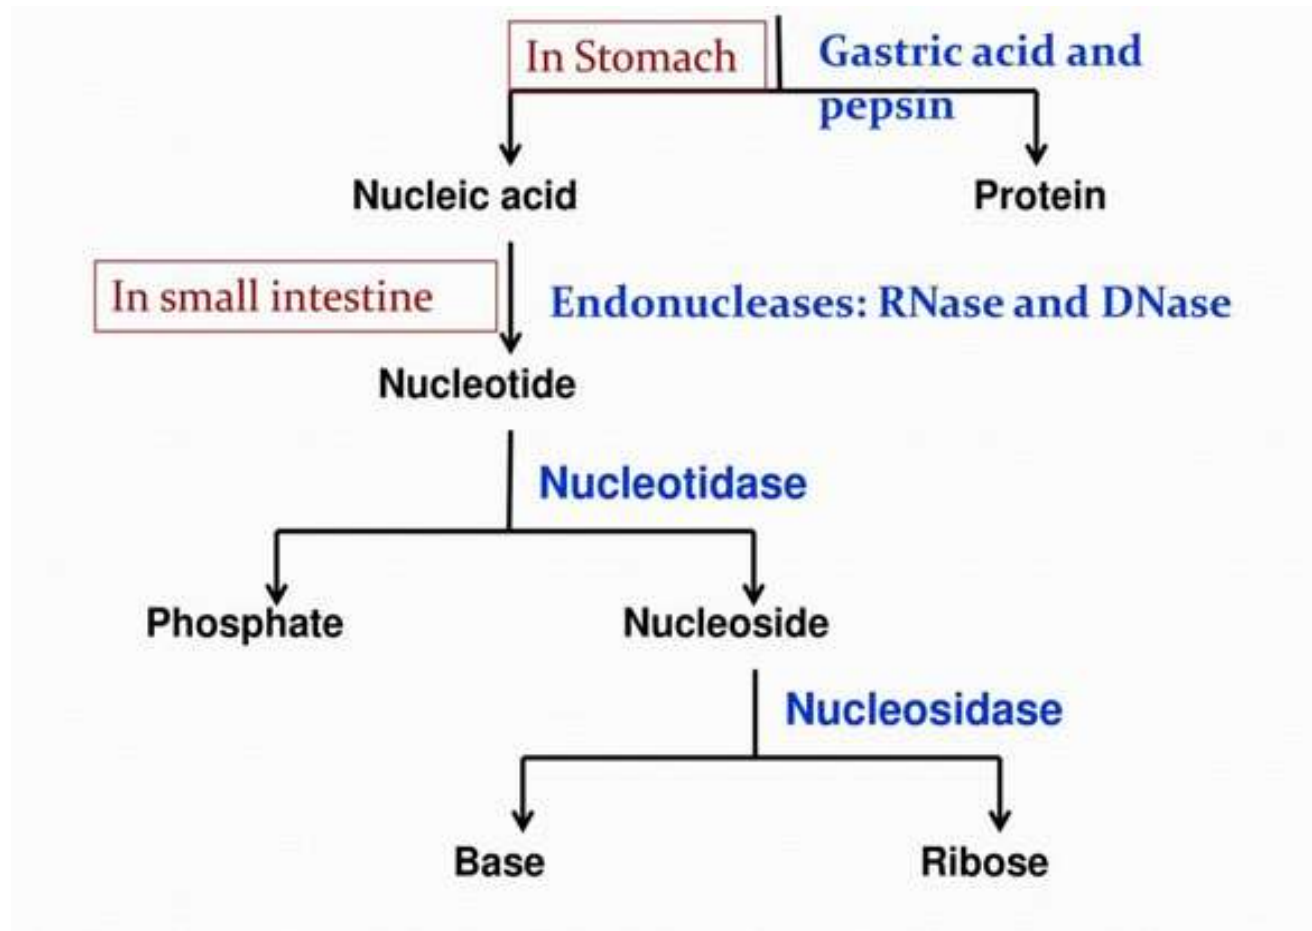 In Stomach
Gastric acid and
pepsin
Nucleic acid
Protein
In small intestine
Endonucleases: RNase and DNase
Nucleotide
Nucleotidase
Phosphate
Nucleoside
Nucleosidase
Base
Ribose